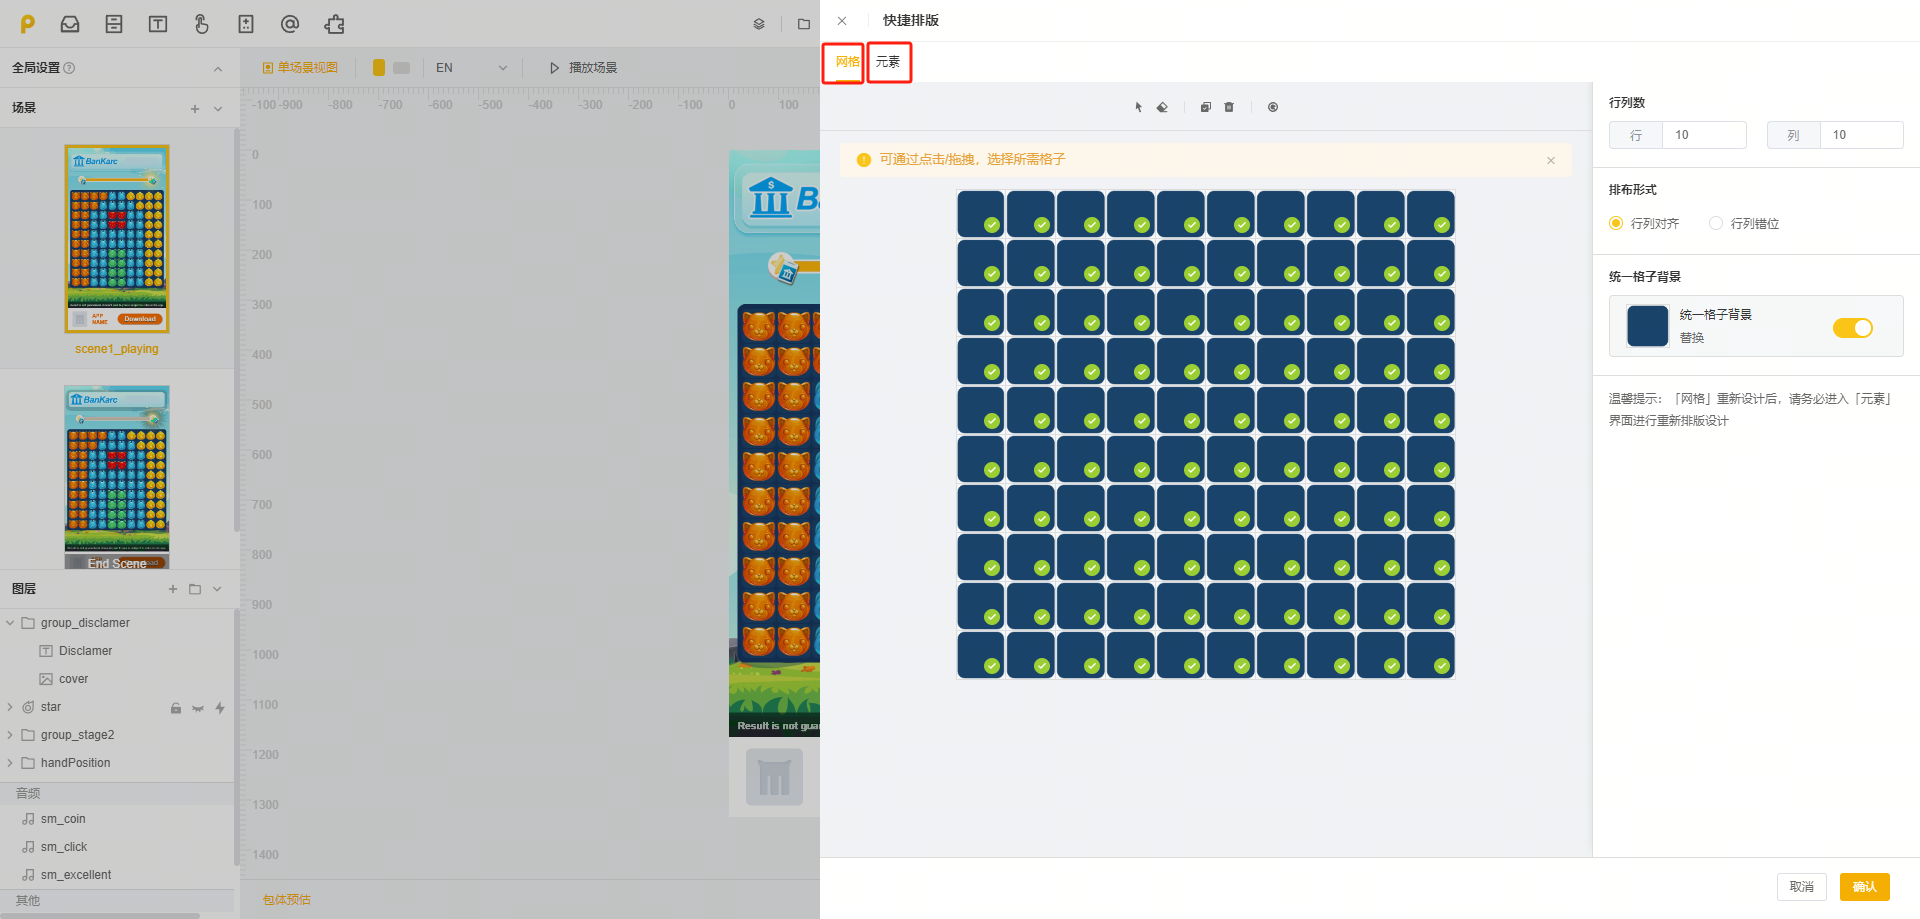 全局设置
场景
BanKarc
APP NAME
Download
scene1_playing
BanKarc
End Scene
图层
group_disclamer
Disclamer
cover
star
group_stage2
handPosition
音频
sm_coin
sm_click
sm_excellent
其他
单场景视图
EN
播放场景
-100 -900 -800 -700 -600 -500 -400 -300 -200 -100 0 100
0
100
200
300
400
500
600
700
800
900
1000
1100
1200
1300
1400
Result is not gua
包体预估
快捷排版
网格 元素
可通过点击/拖拽，选择所需格子
行列数
行 10 列 10
排布形式
行列对齐 行列错位
统一格子背景
统一格子背景
替换
温馨提示：「网格」重新设计后，请务必进入「元素」
界面进行重新排版设计
取消 确认